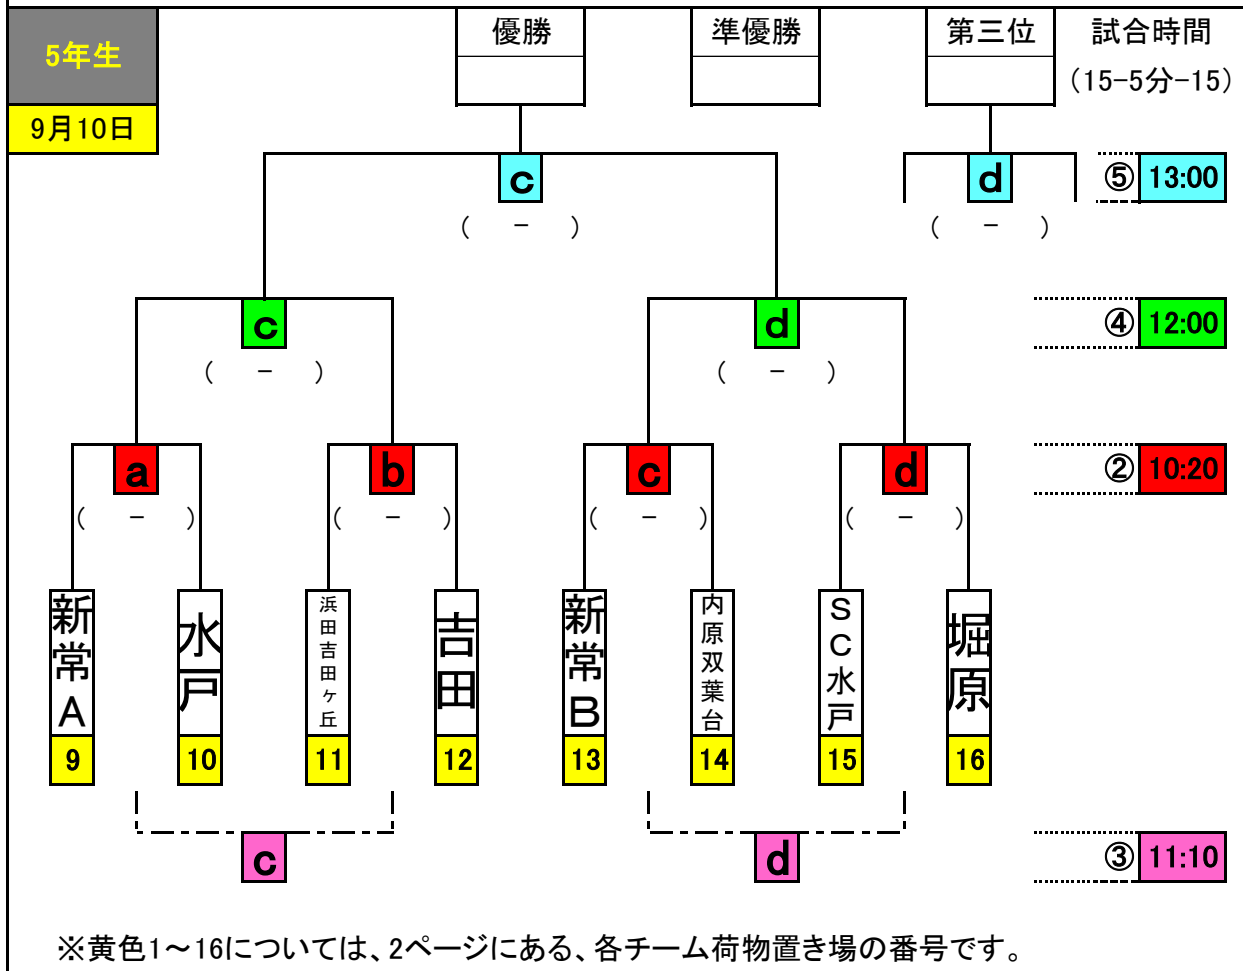 5年生
9月10日
優勝
準優勝
第三位
試合時間
(15-5分-15)
c
d
⑤ 13:00
( - )
( - )
c
d
④ 12:00
( - )
( - )
a
b
c
d
② 10:20
( - )
( - )
( - )
( - )
新常A
水戸
浜田吉田ヶ丘
吉田
新常B
内原双葉台
SC水戸
堀原
9
10
11
12
13
14
15
16
c
d
③ 11:10
※黄色1～16については、2ページにある、各チーム荷物置き場の番号です。